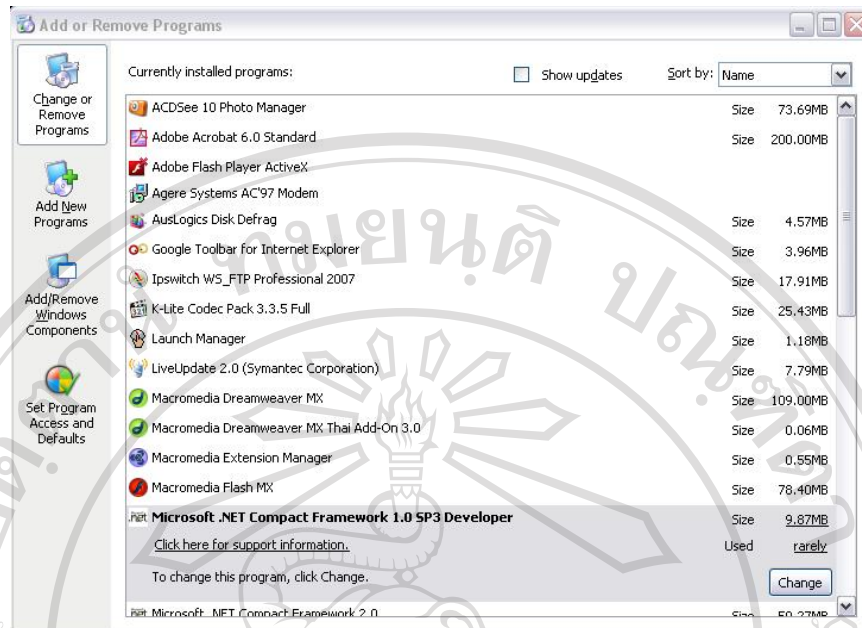 Add or Remove Programs
Change or
Remove
Programs
Add New
Programs
Add/Remove
Windows
Components
Set Program
Access and
Defaults
Currently installed programs:
Show updates
Sort by: Name
ACDSee 10 Photo Manager Size 73.69MB
Adobe Acrobat 6.0 Standard Size 200.00MB
Adobe Flash Player ActiveX
Agere Systems AC'97 Modem
AusLogics Disk Defrag Size 4.57MB
Google Toolbar for Internet Explorer Size 3.96MB
Ipswitch WS_FTP Professional 2007 Size 17.91MB
K-Lite Codec Pack 3.3.5 Full Size 25.43MB
Launch Manager Size 1.18MB
LiveUpdate 2.0 (Symantec Corporation) Size 7.79MB
Macromedia Dreamweaver MX Size 109.00MB
Macromedia Dreamweaver MX Thai Add-On 3.0 Size 0.06MB
Macromedia Extension Manager Size 0.55MB
Macromedia Flash MX Size 78.40MB
Microsoft .NET Compact Framework 1.0 SP3 Developer Size 9.87MB
Click here for support information. Used rarely
To change this program, click Change. Change
Microsoft .NET Compact Framework 2.0 Size